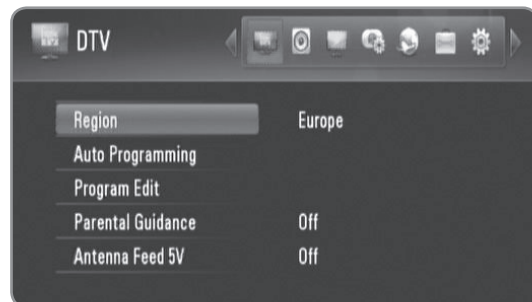 DTV
Region Europe
Auto Programming
Program Edit
Parental Guidance Off
Antenna Feed 5V Off